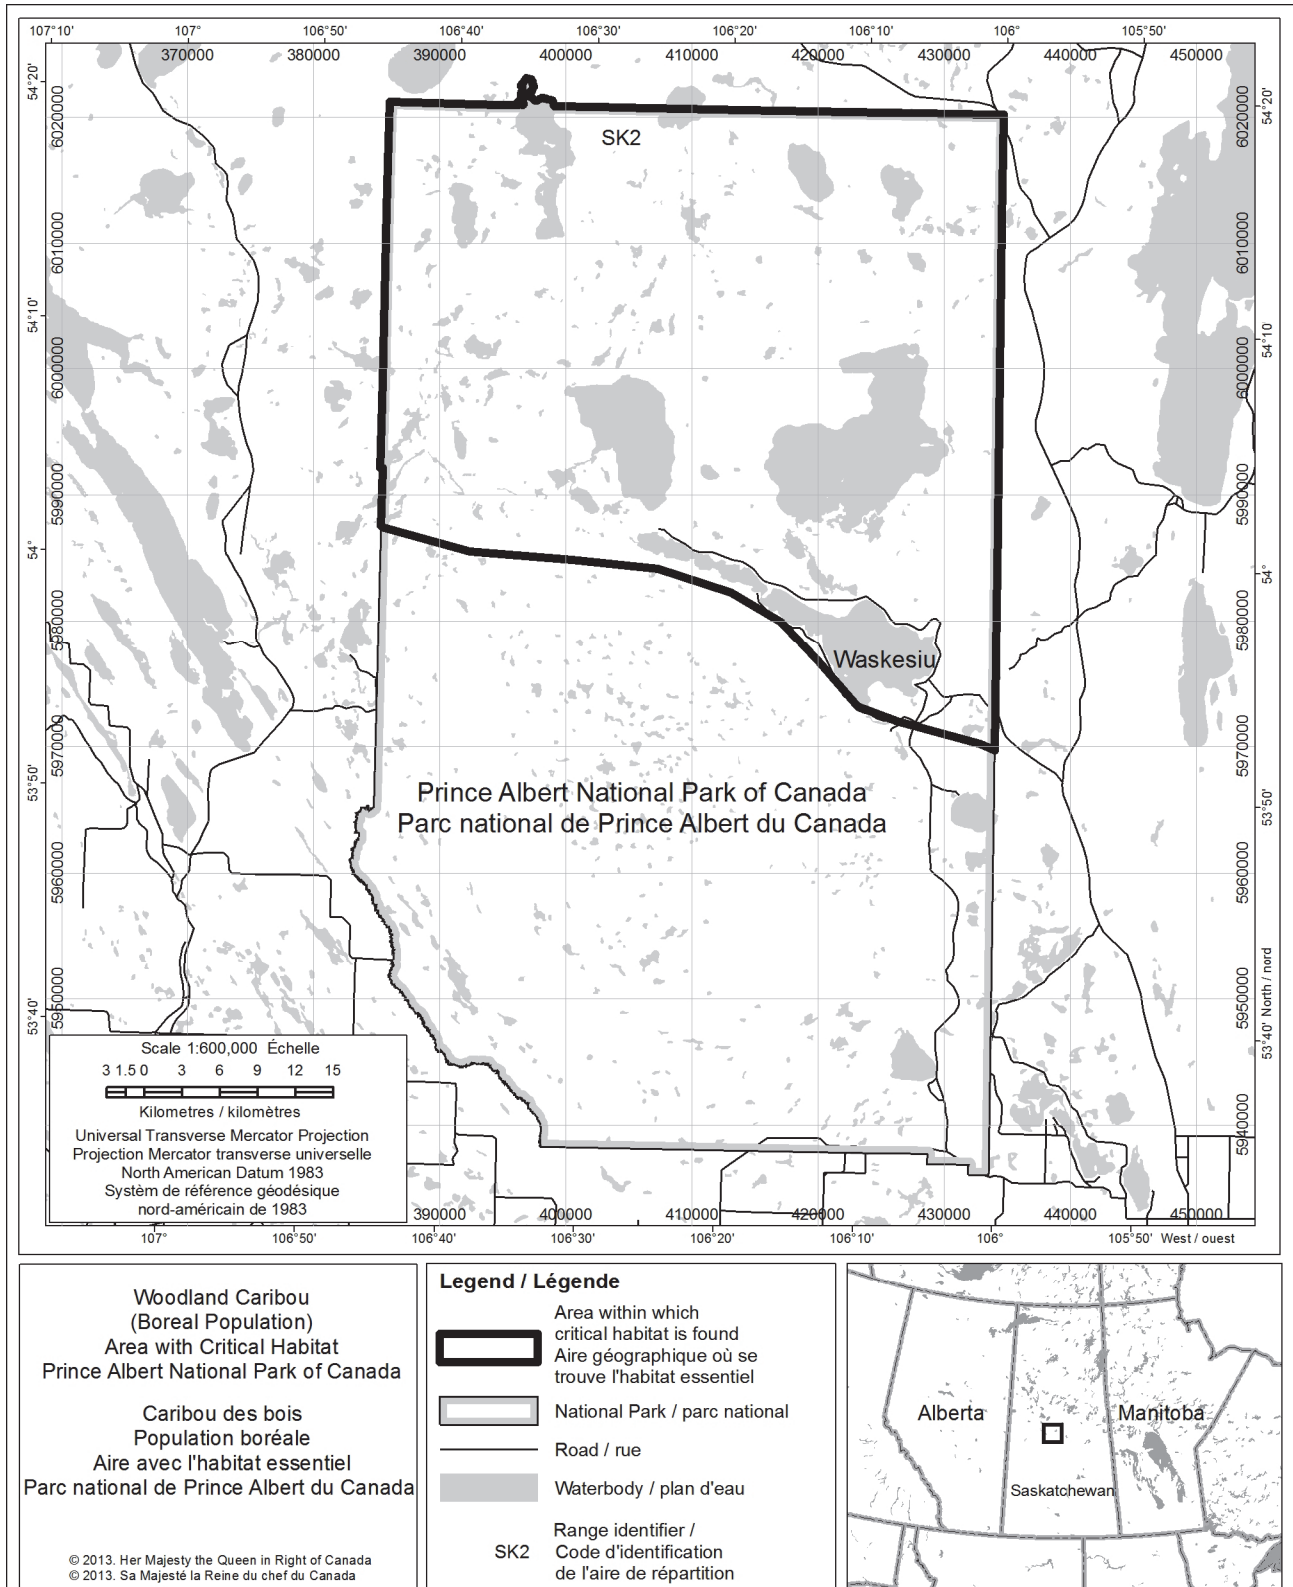 107°10'
107°
106°50'
106°40'
106°30'
106°20'
106°10'
106°
105°50'
370000
380000
390000
400000
410000
420000
430000
440000
450000
54°20'
54°10'
54°
53°50'
53°40'
6020000
6010000
6000000
5990000
5980000
5970000
5960000
5950000
SK2
Waskesiu
Prince Albert National Park of Canada
Parc national de Prince Albert du Canada
6020000
6010000
6000000
5990000
5980000
5970000
5960000
5950000
5940000
54°20'
54°10'
54°
53°50'
53°40' North / nord
Scale 1:600,000 Échelle
3 1.5 0 3 6 9 12 15
Kilometres / kilomètres
Universal Transverse Mercator Projection
Projection Mercator transverse universelle
North American Datum 1983
Systèm de référence géodésique
nord-américain de 1983
390000
400000
410000
420000
430000
440000
450000
107°
106°50'
106°40'
106°30'
106°20'
106°10'
106°
105°50' West / ouest
Woodland Caribou
(Boreal Population)
Area with Critical Habitat
Prince Albert National Park of Canada
Caribou des bois
Population boréale
Aire avec l'habitat essentiel
Parc national de Prince Albert du Canada
© 2013. Her Majesty the Queen in Right of Canada
© 2013. Sa Majesté la Reine du chef du Canada
Legend / Légende
Area within which
critical habitat is found
Aire géographique où se
trouve l'habitat essentiel
National Park / parc national
Road / rue
Waterbody / plan d'eau
Range identifier /
SK2 Code d'identification
de l'aire de répartition
Alberta
Manitoba
Saskatchewan